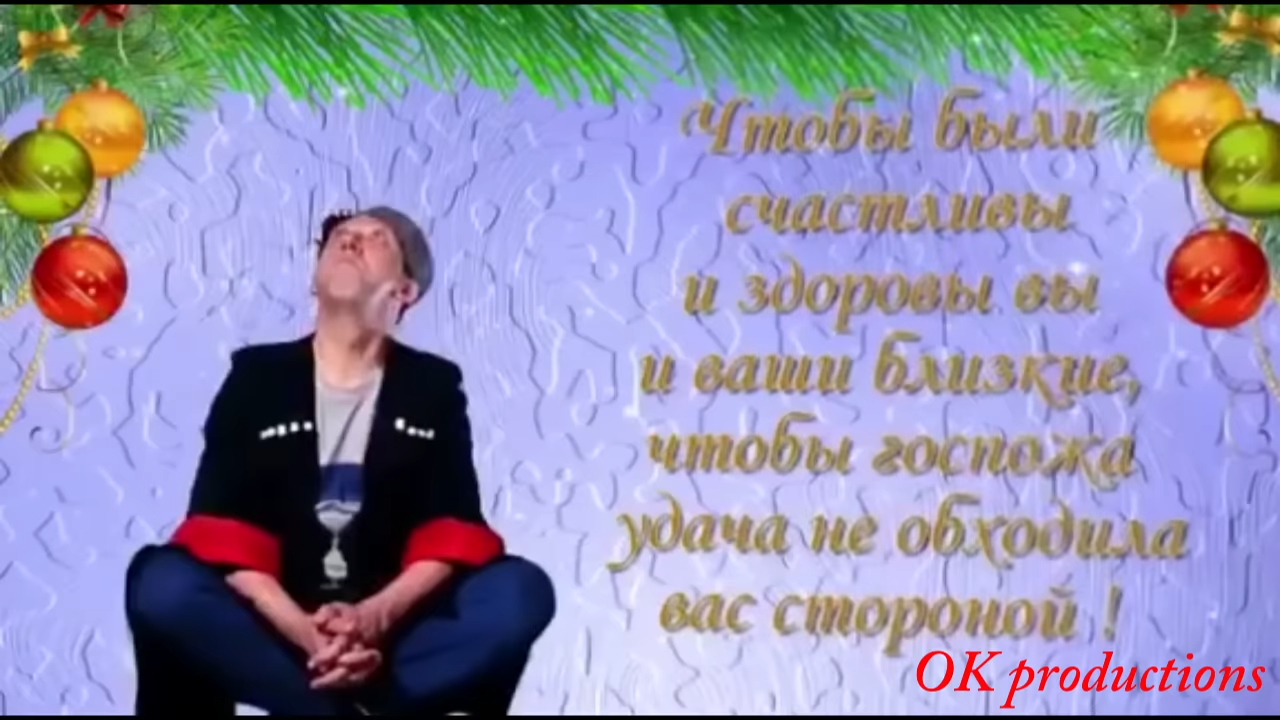 Чтобы были
счастливы
и здоровы вы
и ваши близкие,
чтобы госпожа
удача не обходила
вас стороной !
OK productions